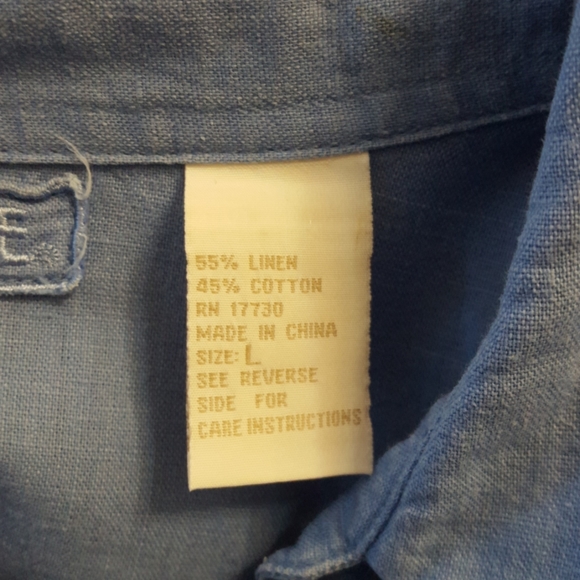 E
55% LINEN
45% COTTON
RN 17730
MADE IN CHINA
SIZE: L
SEE REVERSE
SIDE FOR
CARE INSTRUCTIONS